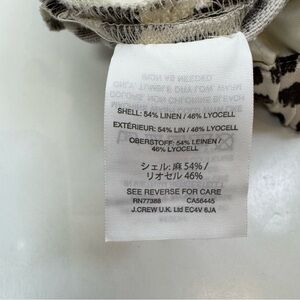 SHELL: 54% LINEN / 46% LYOCELL
EXTÉRIEUR: 54% LIN / 46% LYOCELL
OBERSTOFF: 54% LEINEN /
46% LYOCELL
シェル: 麻 54% /
リオセル 46%
SEE REVERSE FOR CARE
RN77388 CA56445
J.CREW U.K. Ltd EC4V 6JA